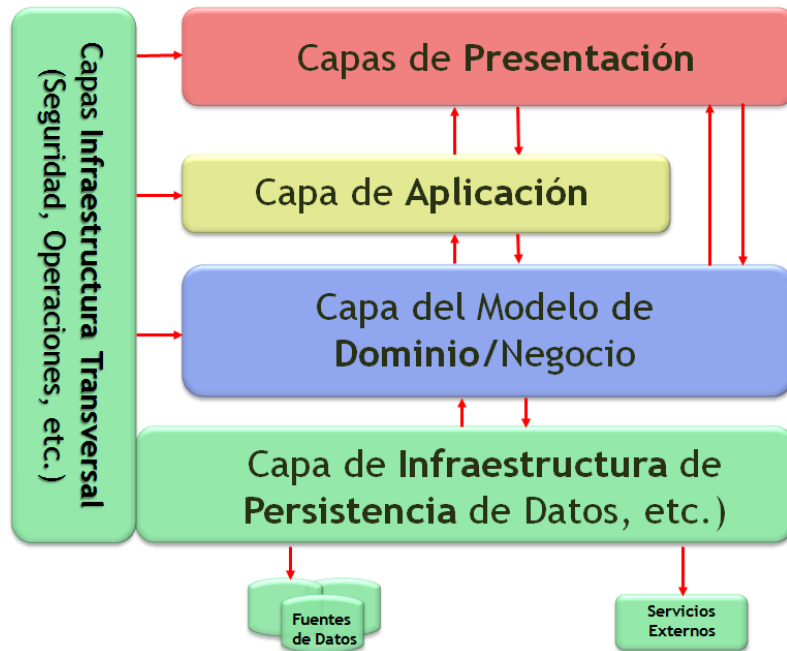 Capas Infraestructura Transversal
(Seguridad, Operaciones, etc.)
Capas de Presentación
Capa de Aplicación
Capa del Modelo de
Dominio/Negocio
Capa de Infraestructura de
Persistencia de Datos, etc.)
Fuentes
de Datos
Servicios
Externos